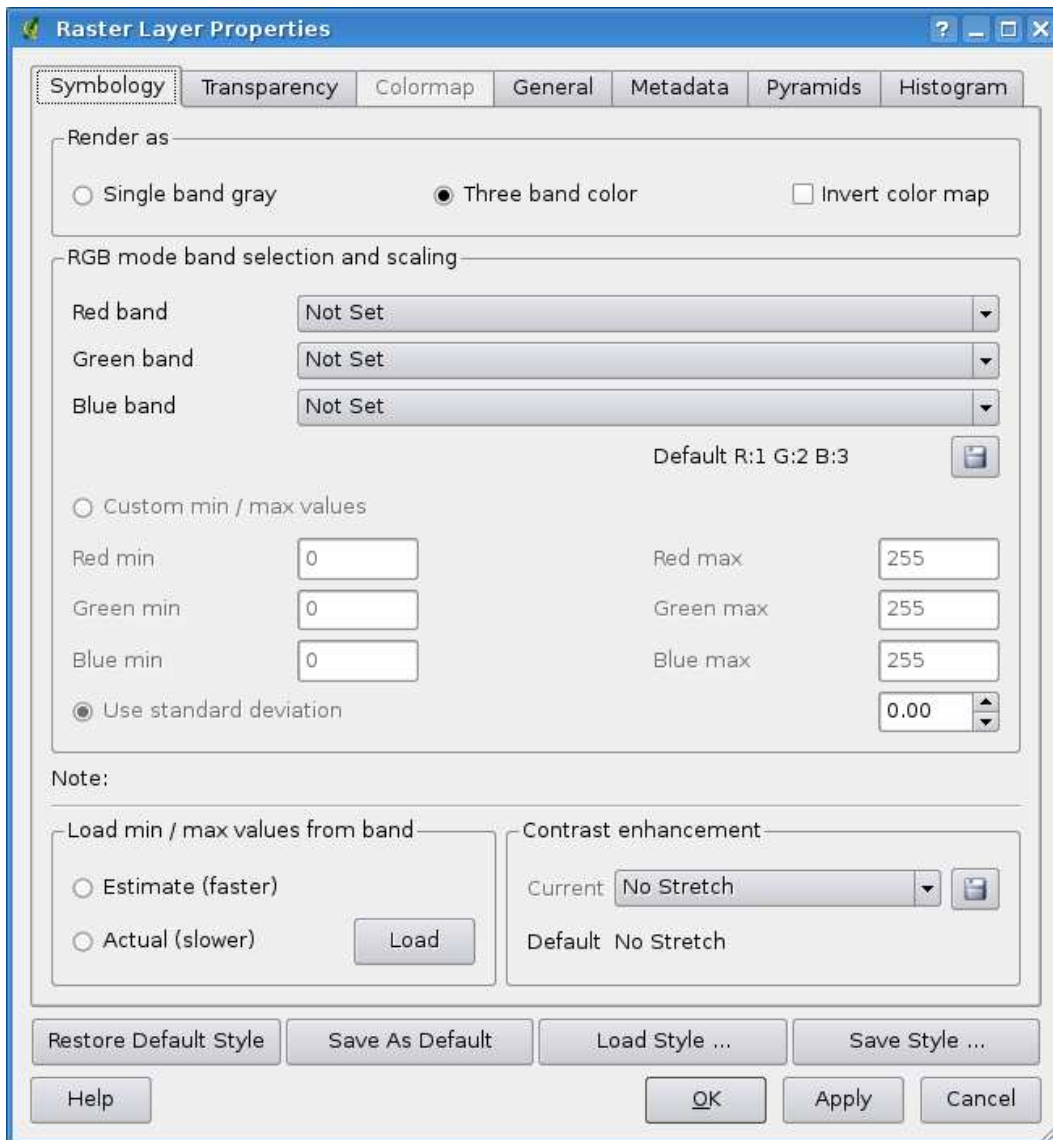 Raster Layer Properties
Symbology Transparency Colormap General Metadata Pyramids Histogram
Render as
Single band gray Three band color Invert color map
RGB mode band selection and scaling
Red band Not Set
Green band Not Set
Blue band Not Set
Default R:1 G:2 B:3
Custom min / max values
Red min 0 Red max 255
Green min 0 Green max 255
Blue min 0 Blue max 255
Use standard deviation 0.00
Note:
Load min / max values from band
Estimate (faster)
Actual (slower) Load
Contrast enhancement
Current No Stretch
Default No Stretch
Restore Default Style Save As Default Load Style ... Save Style ...
Help OK Apply Cancel